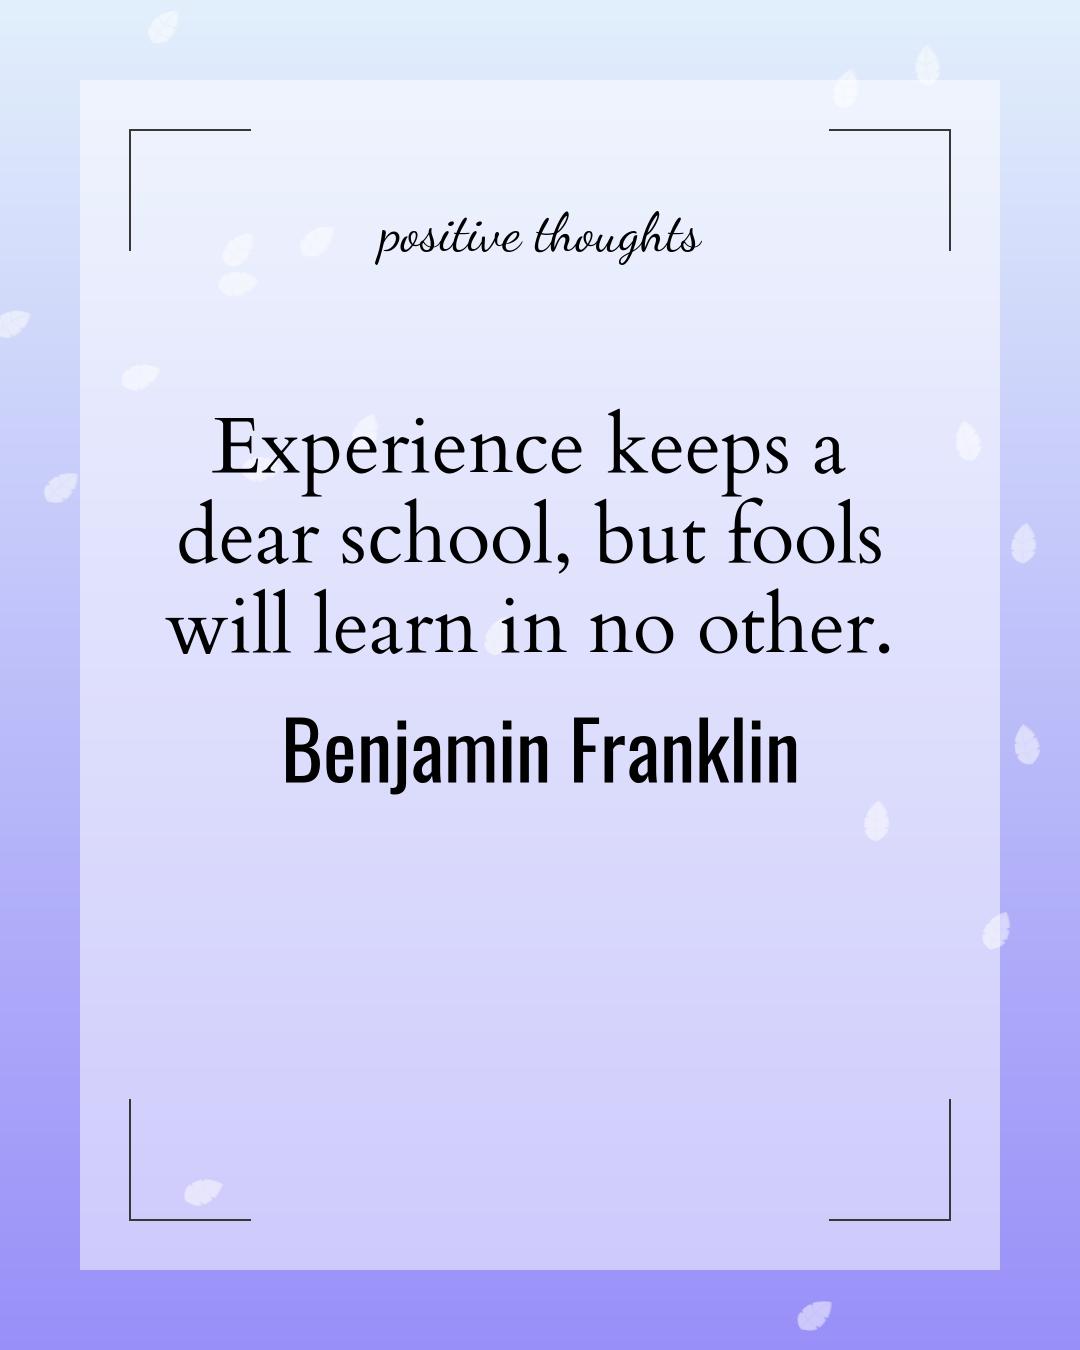 positive thoughts
Experience keeps a
dear school, but fools
will learn in no other.
Benjamin Franklin